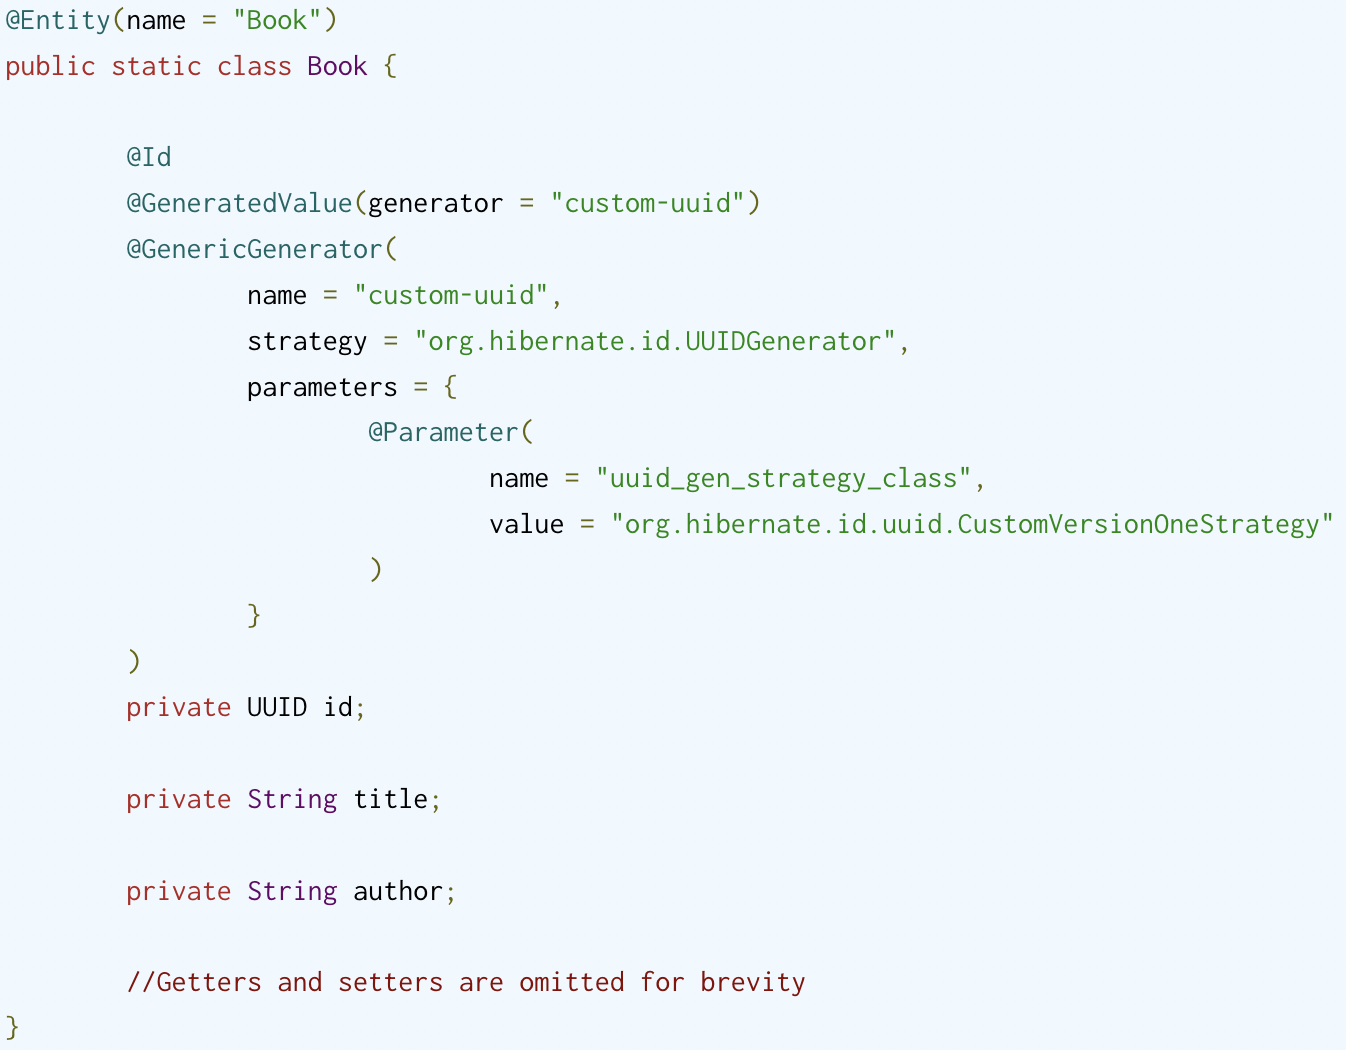 @Entity(name = "Book")
public static class Book {
@Id
@GeneratedValue(generator = "custom-uuid")
@GenericGenerator(
name = "custom-uuid",
strategy = "org.hibernate.id.UUIDGenerator",
parameters = {
@Parameter(
name = "uuid_gen_strategy_class",
value = "org.hibernate.id.uuid.CustomVersionOneStrategy"
)
}
)
private UUID id;
private String title;
private String author;
//Getters and setters are omitted for brevity
}